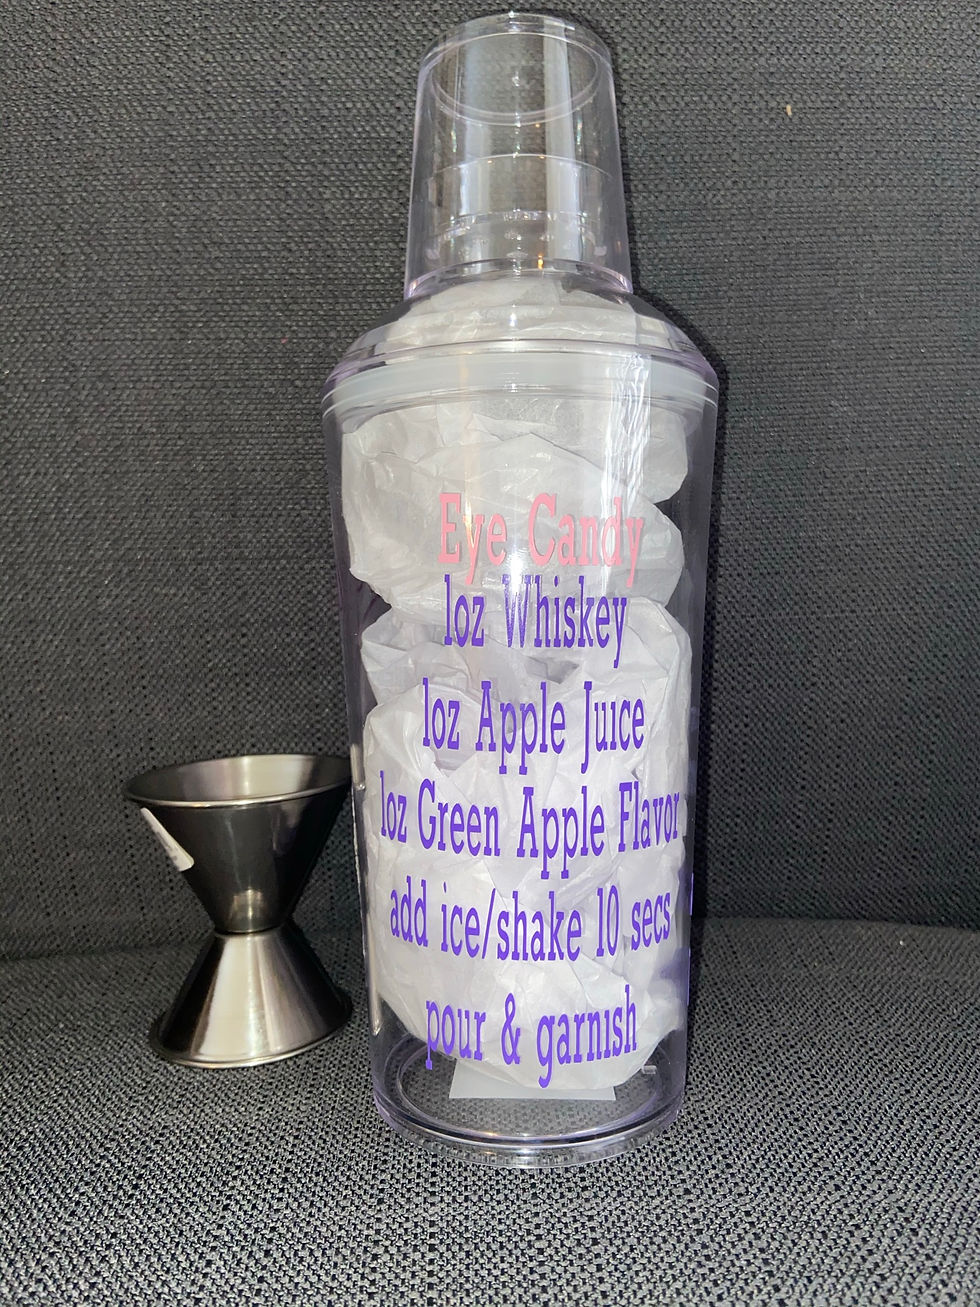 Eye Candy
1oz Whiskey
1oz Apple Juice
1oz Green Apple Flavor
add ice/shake 10 secs
pour & garnish